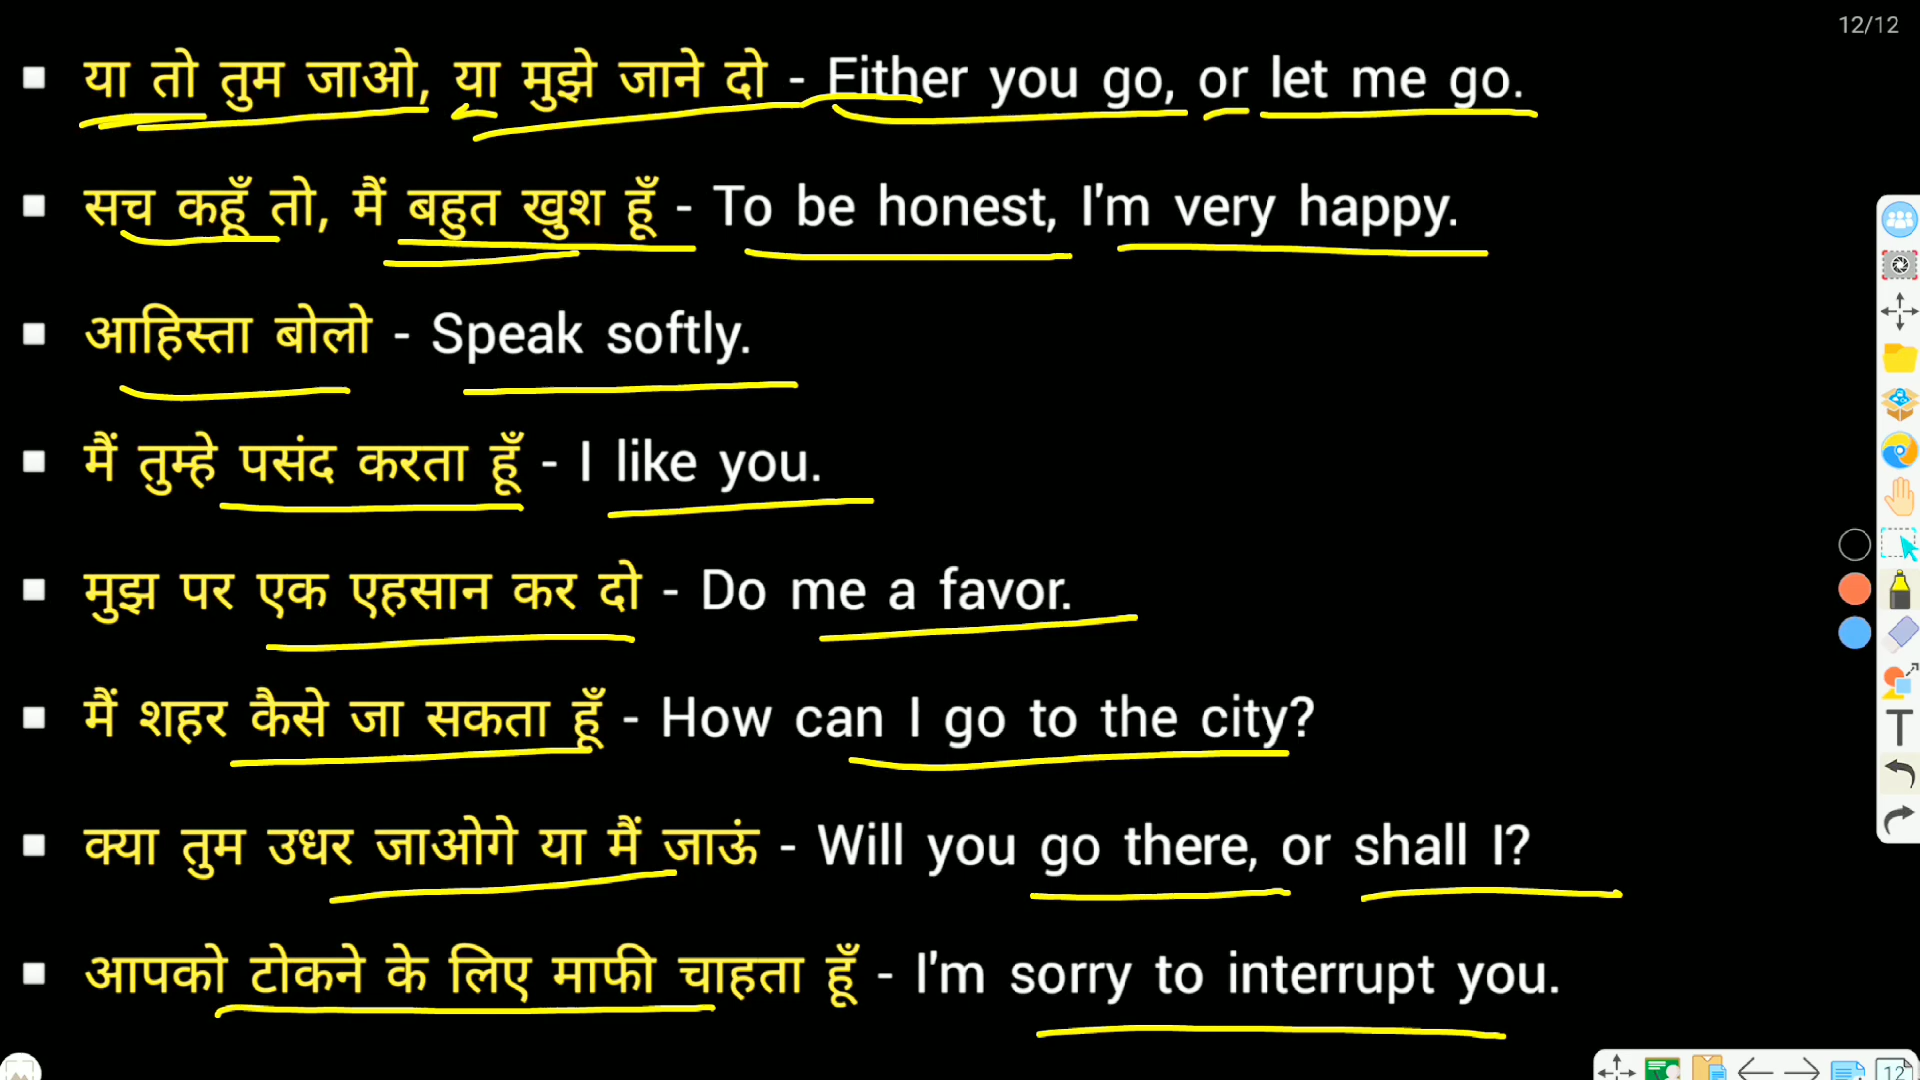 12/12
या तो तुम जाओ, या मुझे जाने दो - Either you go, or let me go.
सच कहूँ तो, मैं बहुत खुश हूँ - To be honest, I'm very happy.
आहिस्ता बोलो - Speak softly.
मैं तुम्हे पसंद करता हूँ - I like you.
मुझ पर एक एहसान कर दो - Do me a favor.
मैं शहर कैसे जा सकता हूँ - How can I go to the city?
क्या तुम उधर जाओगे या मैं जाऊं - Will you go there, or shall I?
आपको टोकने के लिए माफी चाहता हूँ - I'm sorry to interrupt you.
T
12